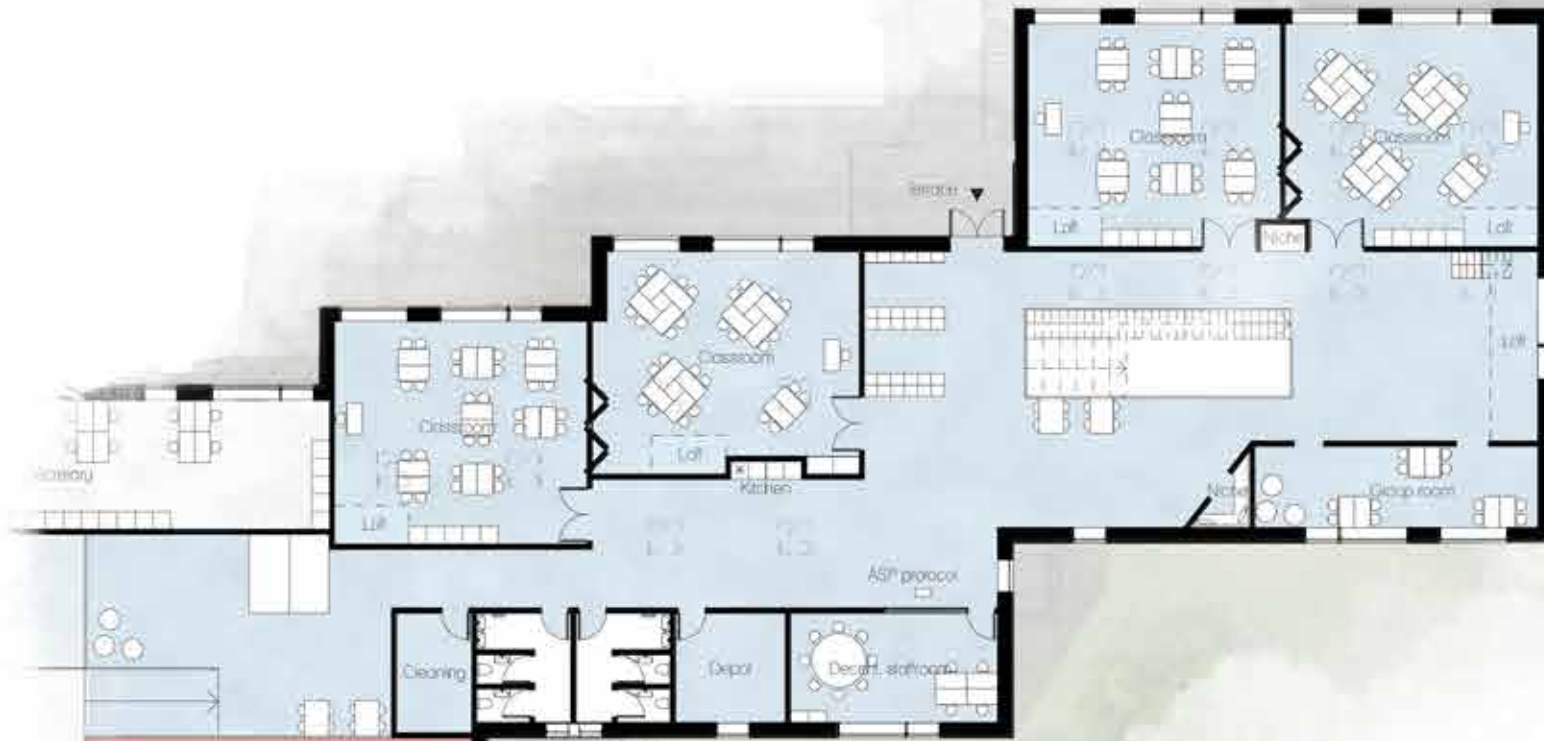 Classroom
Classroom
Terrace
Loft
Niche
Loft
Classroom
Loft
Classroom
Loft
Kitchen
Loft
Niche
Group room
ASP protocol
Cleaning
Depot
Decent. staffroom